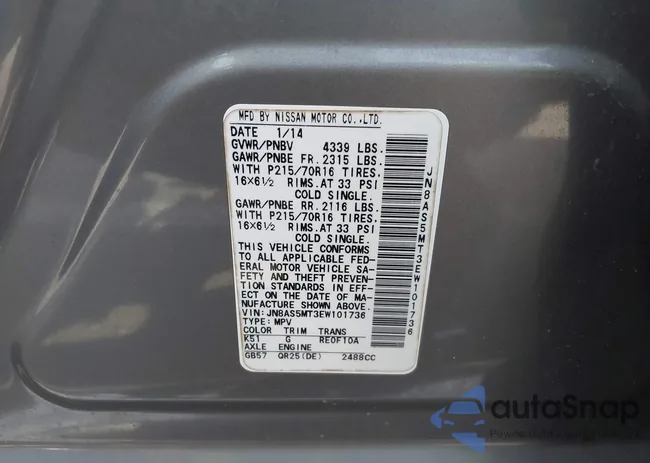 MFD BY NISSAN MOTOR CO.,LTD.
DATE 1/14
GVWR/PNBV 4339 LBS.
GAWR/PNBE FR. 2315 LBS.
WITH P215/70R16 TIRES.
16X6½ RIMS. AT 33 PSI
COLD SINGLE.
GAWR/PNBE RR. 2116 LBS.
WITH P215/70R16 TIRES.
16X6½ RIMS. AT 33 PSI
COLD SINGLE.
THIS VEHICLE CONFORMS
TO ALL APPLICABLE FED-
ERAL MOTOR VEHICLE SA-
FETY AND THEFT PREVEN-
TION STANDARDS IN EFF-
ECT ON THE DATE OF MA-
NUFACTURE SHOWN ABOVE.
VIN: JN8AS5MT3EW101736
TYPE: MPV
COLOR TRIM TRANS
K51 G RE0F10A
AXLE ENGINE
GB57 QR25(DE) 2488CC
JN8AS5MT3EW101736
autoSnap